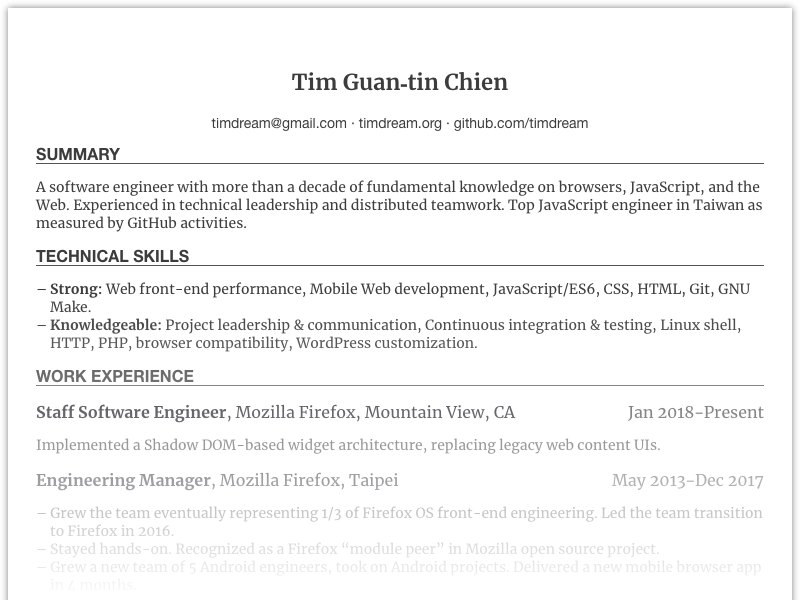 Tim Guan-tin Chien
timdream@gmail.com · timdream.org · github.com/timdream
SUMMARY
A software engineer with more than a decade of fundamental knowledge on browsers, JavaScript, and the
Web. Experienced in technical leadership and distributed teamwork. Top JavaScript engineer in Taiwan as
measured by GitHub activities.
TECHNICAL SKILLS
– Strong: Web front-end performance, Mobile Web development, JavaScript/ES6, CSS, HTML, Git, GNU
Make.
– Knowledgeable: Project leadership & communication, Continuous integration & testing, Linux shell,
HTTP, PHP, browser compatibility, WordPress customization.
WORK EXPERIENCE
Staff Software Engineer, Mozilla Firefox, Mountain View, CA Jan 2018–Present
Implemented a Shadow DOM-based widget architecture, replacing legacy web content UIs.
Engineering Manager, Mozilla Firefox, Taipei May 2013–Dec 2017
– Grew the team eventually representing 1/3 of Firefox OS front-end engineering. Led the team transition
to Firefox in 2016.
– Stayed hands-on. Recognized as a Firefox “module peer” in Mozilla open source project.
– Grew a new team of 5 Android engineers, took on Android projects. Delivered a new mobile browser app
in 4 months.